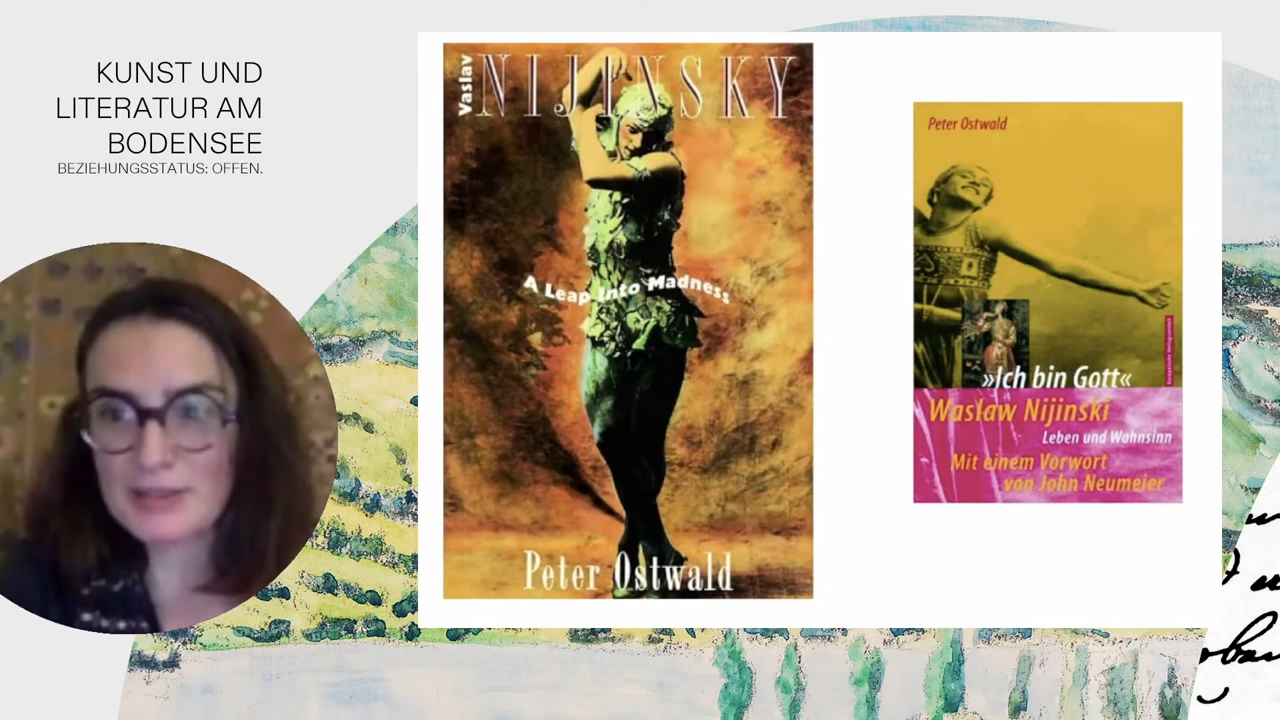 KUNST UND
LITERATUR AM
BODENSEE
BEZIEHUNGSSTATUS: OFFEN.
Vaslav
NIJINSKY
A Leap Into Madness
Peter Ostwald
Peter Ostwald
»Ich bin Gott«
Waslaw Nijinski
Leben und Wahnsinn
Mit einem Vorwort
von John Neumeier